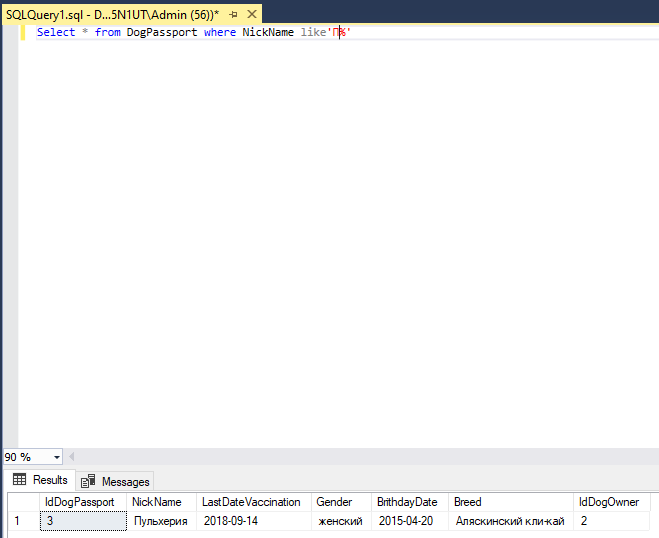 SQLQuery1.sql - D...5N1UT\Admin (56))*
Select * from DogPassport where NickName like'П%'
90 %
Results Messages
IdDogPassport NickName LastDateVaccination Gender BrithdayDate Breed IdDogOwner
1 3 Пульхерия 2018-09-14 женский 2015-04-20 Аляскинский кли-кай 2